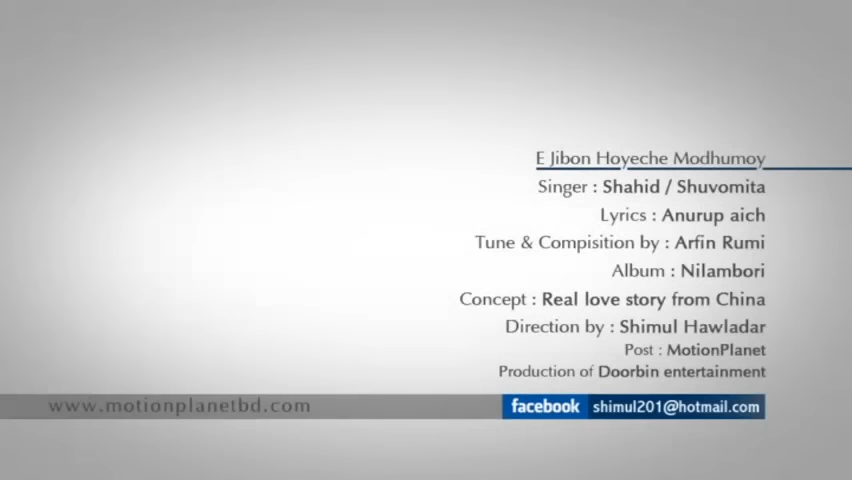 E Jibon Hoyeche Modhumoy
Singer : Shahid / Shuvomita
Lyrics : Anurup aich
Tune & Compisition by : Arfin Rumi
Album : Nilambori
Concept : Real love story from China
Direction by : Shimul Hawladar
Post : MotionPlanet
Production of Doorbin entertainment
www.motionplanetbd.com facebook shimul201@hotmail.com